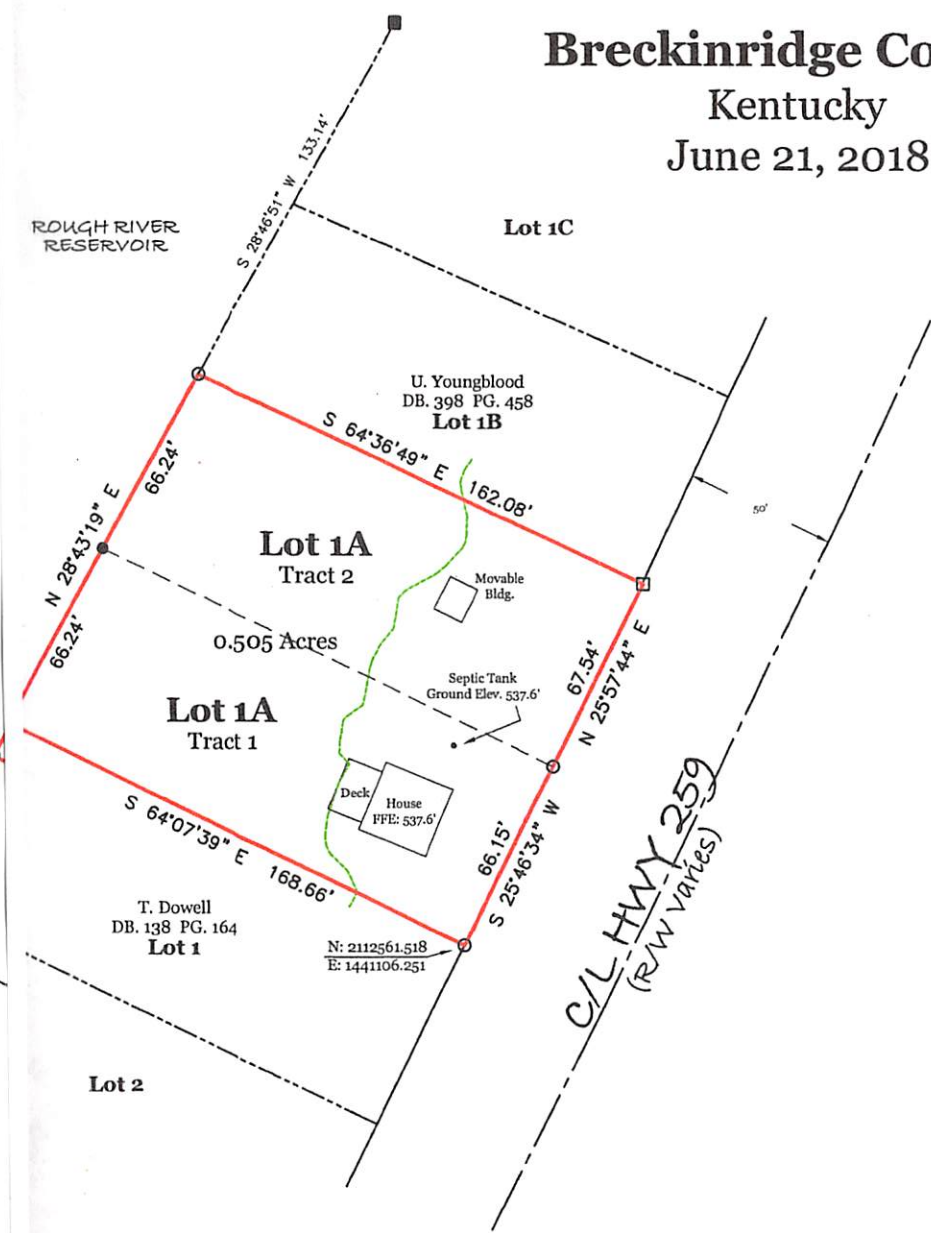 Breckinridge Co
Kentucky
June 21, 2018
S 28°46'51" W 133.14'
ROUGH RIVER
RESERVOIR
Lot 1C
U. Youngblood
DB. 398 PG. 458
Lot 1B
S 64°36'49" E 162.08'
50'
N 28°43'19" E
66.24'
66.24'
Lot 1A
Tract 2
Movable
Bldg.
0.505 Acres
67.54'
N 25°57'44" E
Septic Tank
Ground Elev. 537.6'
Lot 1A
Tract 1
Deck
House
FFE: 537.6'
66.15'
S 25°46'34" W
S 64°07'39" E 168.66'
C/L HWY 259
(R/W varies)
T. Dowell
DB. 138 PG. 164
Lot 1
N: 2112561.518
E: 1441106.251
Lot 2